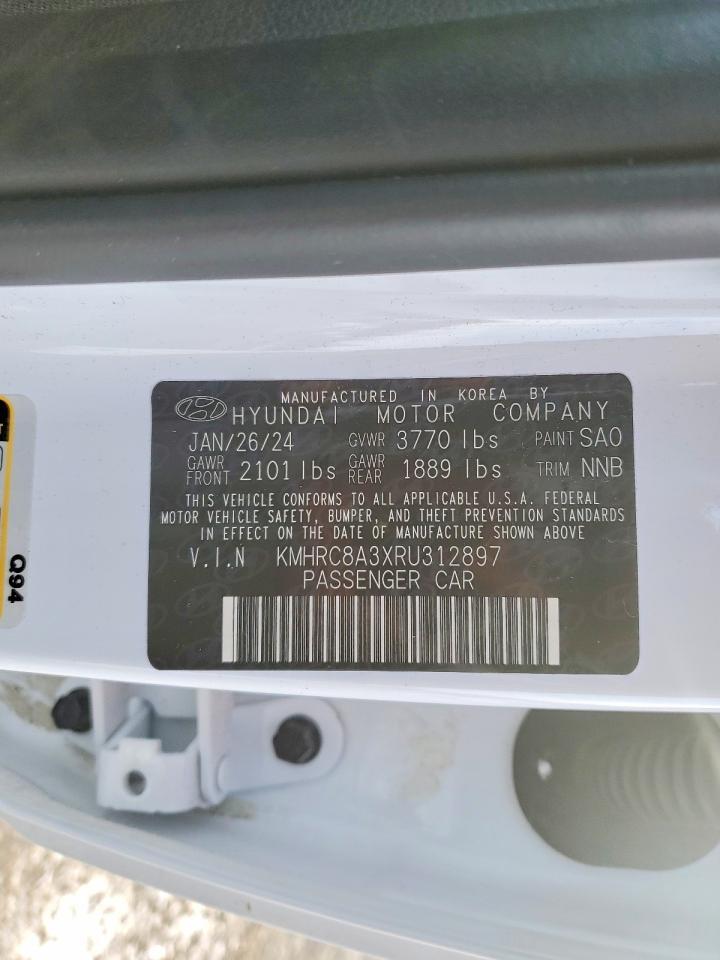 MANUFACTURED IN KOREA BY
HYUNDAI MOTOR COMPANY
JAN/26/24 GVWR 3770 lbs PAINT SAO
GAWR FRONT 2101 lbs GAWR REAR 1889 lbs TRIM NNB
THIS VEHICLE CONFORMS TO ALL APPLICABLE U.S.A. FEDERAL
MOTOR VEHICLE SAFETY, BUMPER, AND THEFT PREVENTION STANDARDS
IN EFFECT ON THE DATE OF MANUFACTURE SHOWN ABOVE
V.I.N KMHRC8A3XRU312897
PASSENGER CAR
Q94